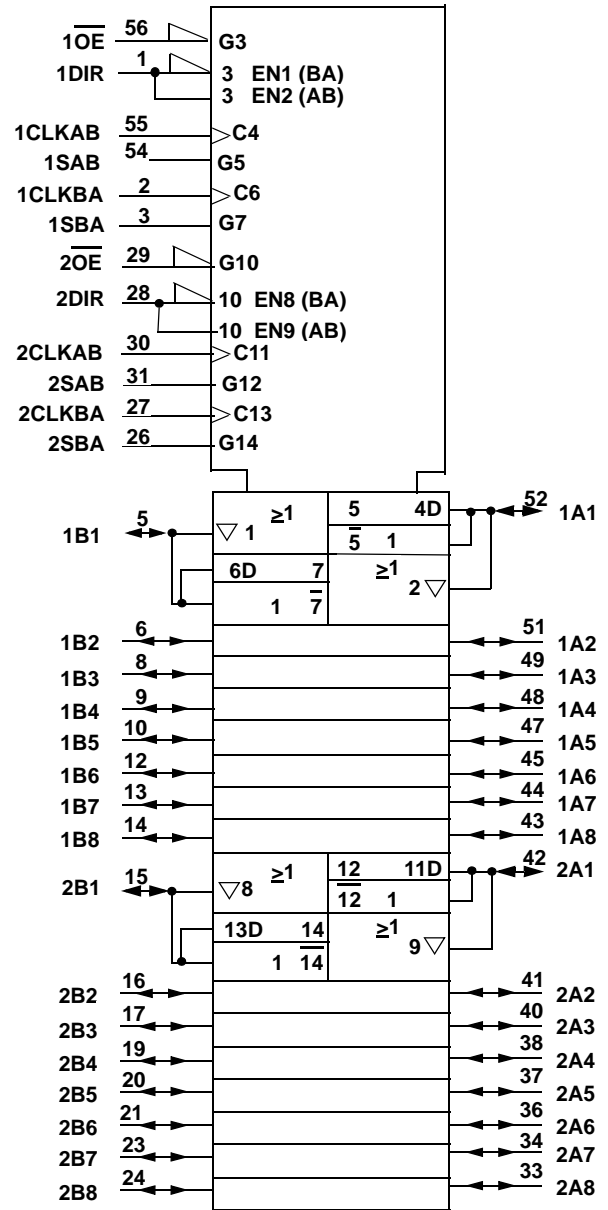 1O̅E̅ 56 G3
1DIR 1 3 EN1 (BA)
3 EN2 (AB)
1CLKAB 55 C4
1SAB 54 G5
1CLKBA 2 C6
1SBA 3 G7
2O̅E̅ 29 G10
2DIR 28 10 EN8 (BA)
10 EN9 (AB)
2CLKAB 30 C11
2SAB 31 G12
2CLKBA 27 C13
2SBA 26 G14
1B1 5 ▽ 1 ≥1 5 4D 52 1A1
5̅ 1
6D 7 ≥1 2 ▽
1 7̅
1B2 6 51 1A2
1B3 8 49 1A3
1B4 9 48 1A4
1B5 10 47 1A5
1B6 12 45 1A6
1B7 13 44 1A7
1B8 14 43 1A8
2B1 15 ▽8 ≥1 12 11D 42 2A1
1̅2̅ 1
13D 14 ≥1 9 ▽
1 1̅4̅
2B2 16 41 2A2
2B3 17 40 2A3
2B4 19 38 2A4
2B5 20 37 2A5
2B6 21 36 2A6
2B7 23 34 2A7
2B8 24 33 2A8